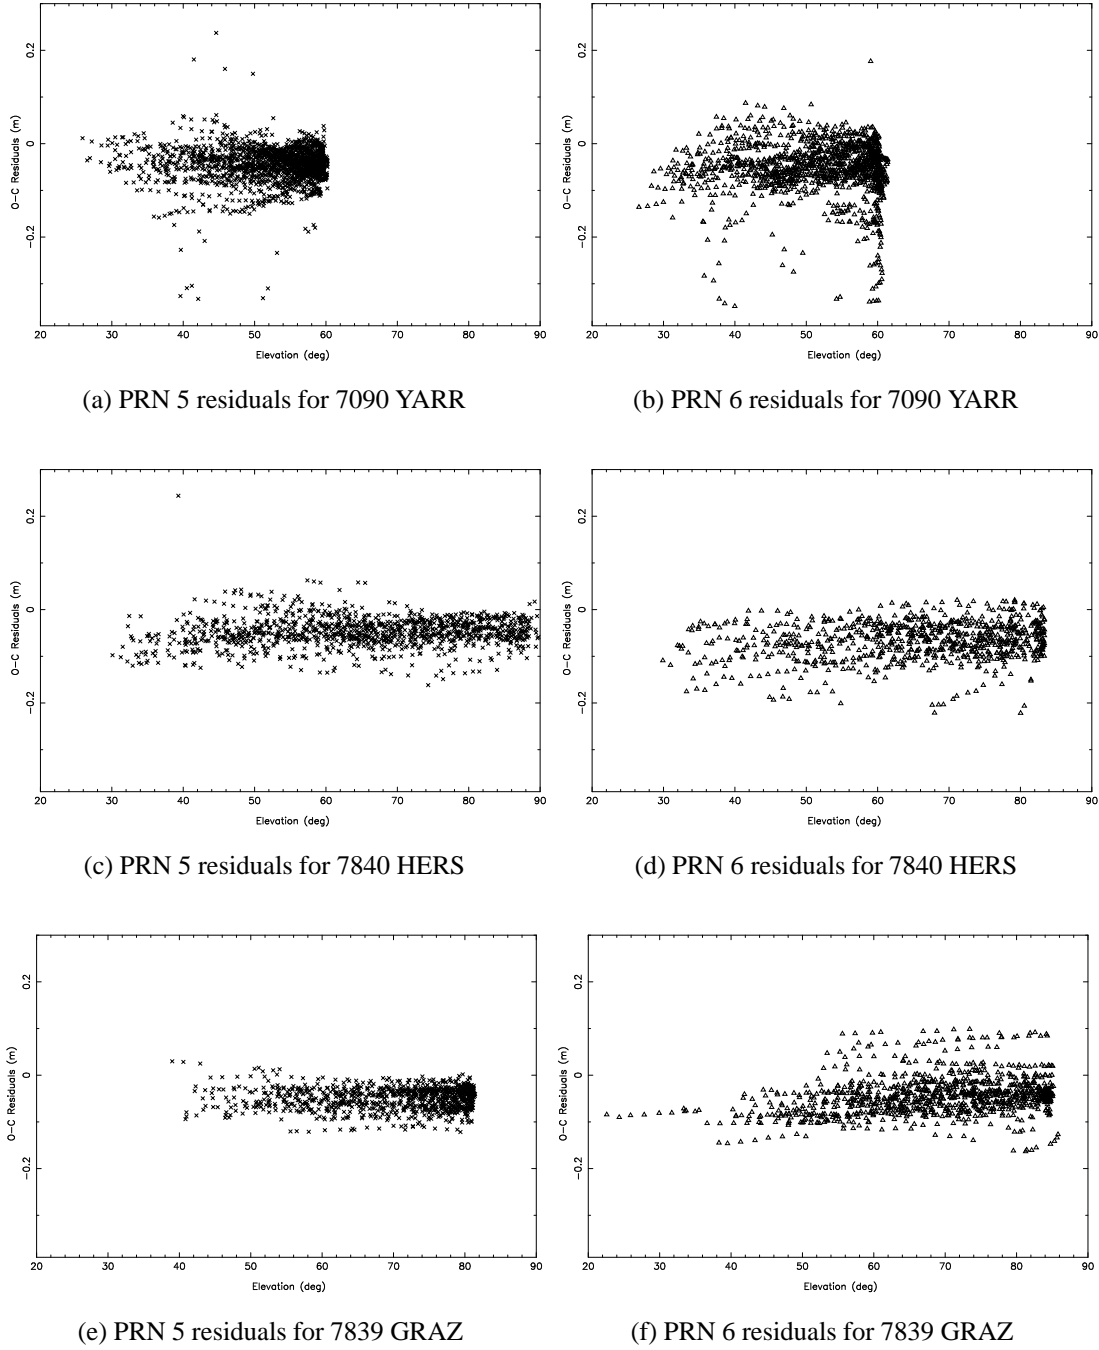 0.2
0.2
0
0
O-C Residuals (m)
O-C Residuals (m)
-0.2
-0.2
20 30 40 50 60 70 80 90
20 30 40 50 60 70 80 90
Elevation (deg)
Elevation (deg)
(a) PRN 5 residuals for 7090 YARR
(b) PRN 6 residuals for 7090 YARR
0.2
0.2
0
0
O-C Residuals (m)
O-C Residuals (m)
-0.2
-0.2
20 30 40 50 60 70 80 90
20 30 40 50 60 70 80 90
Elevation (deg)
Elevation (deg)
(c) PRN 5 residuals for 7840 HERS
(d) PRN 6 residuals for 7840 HERS
0.2
0.2
0
0
O-C Residuals (m)
O-C Residuals (m)
-0.2
-0.2
20 30 40 50 60 70 80 90
20 30 40 50 60 70 80 90
Elevation (deg)
Elevation (deg)
(e) PRN 5 residuals for 7839 GRAZ
(f) PRN 6 residuals for 7839 GRAZ